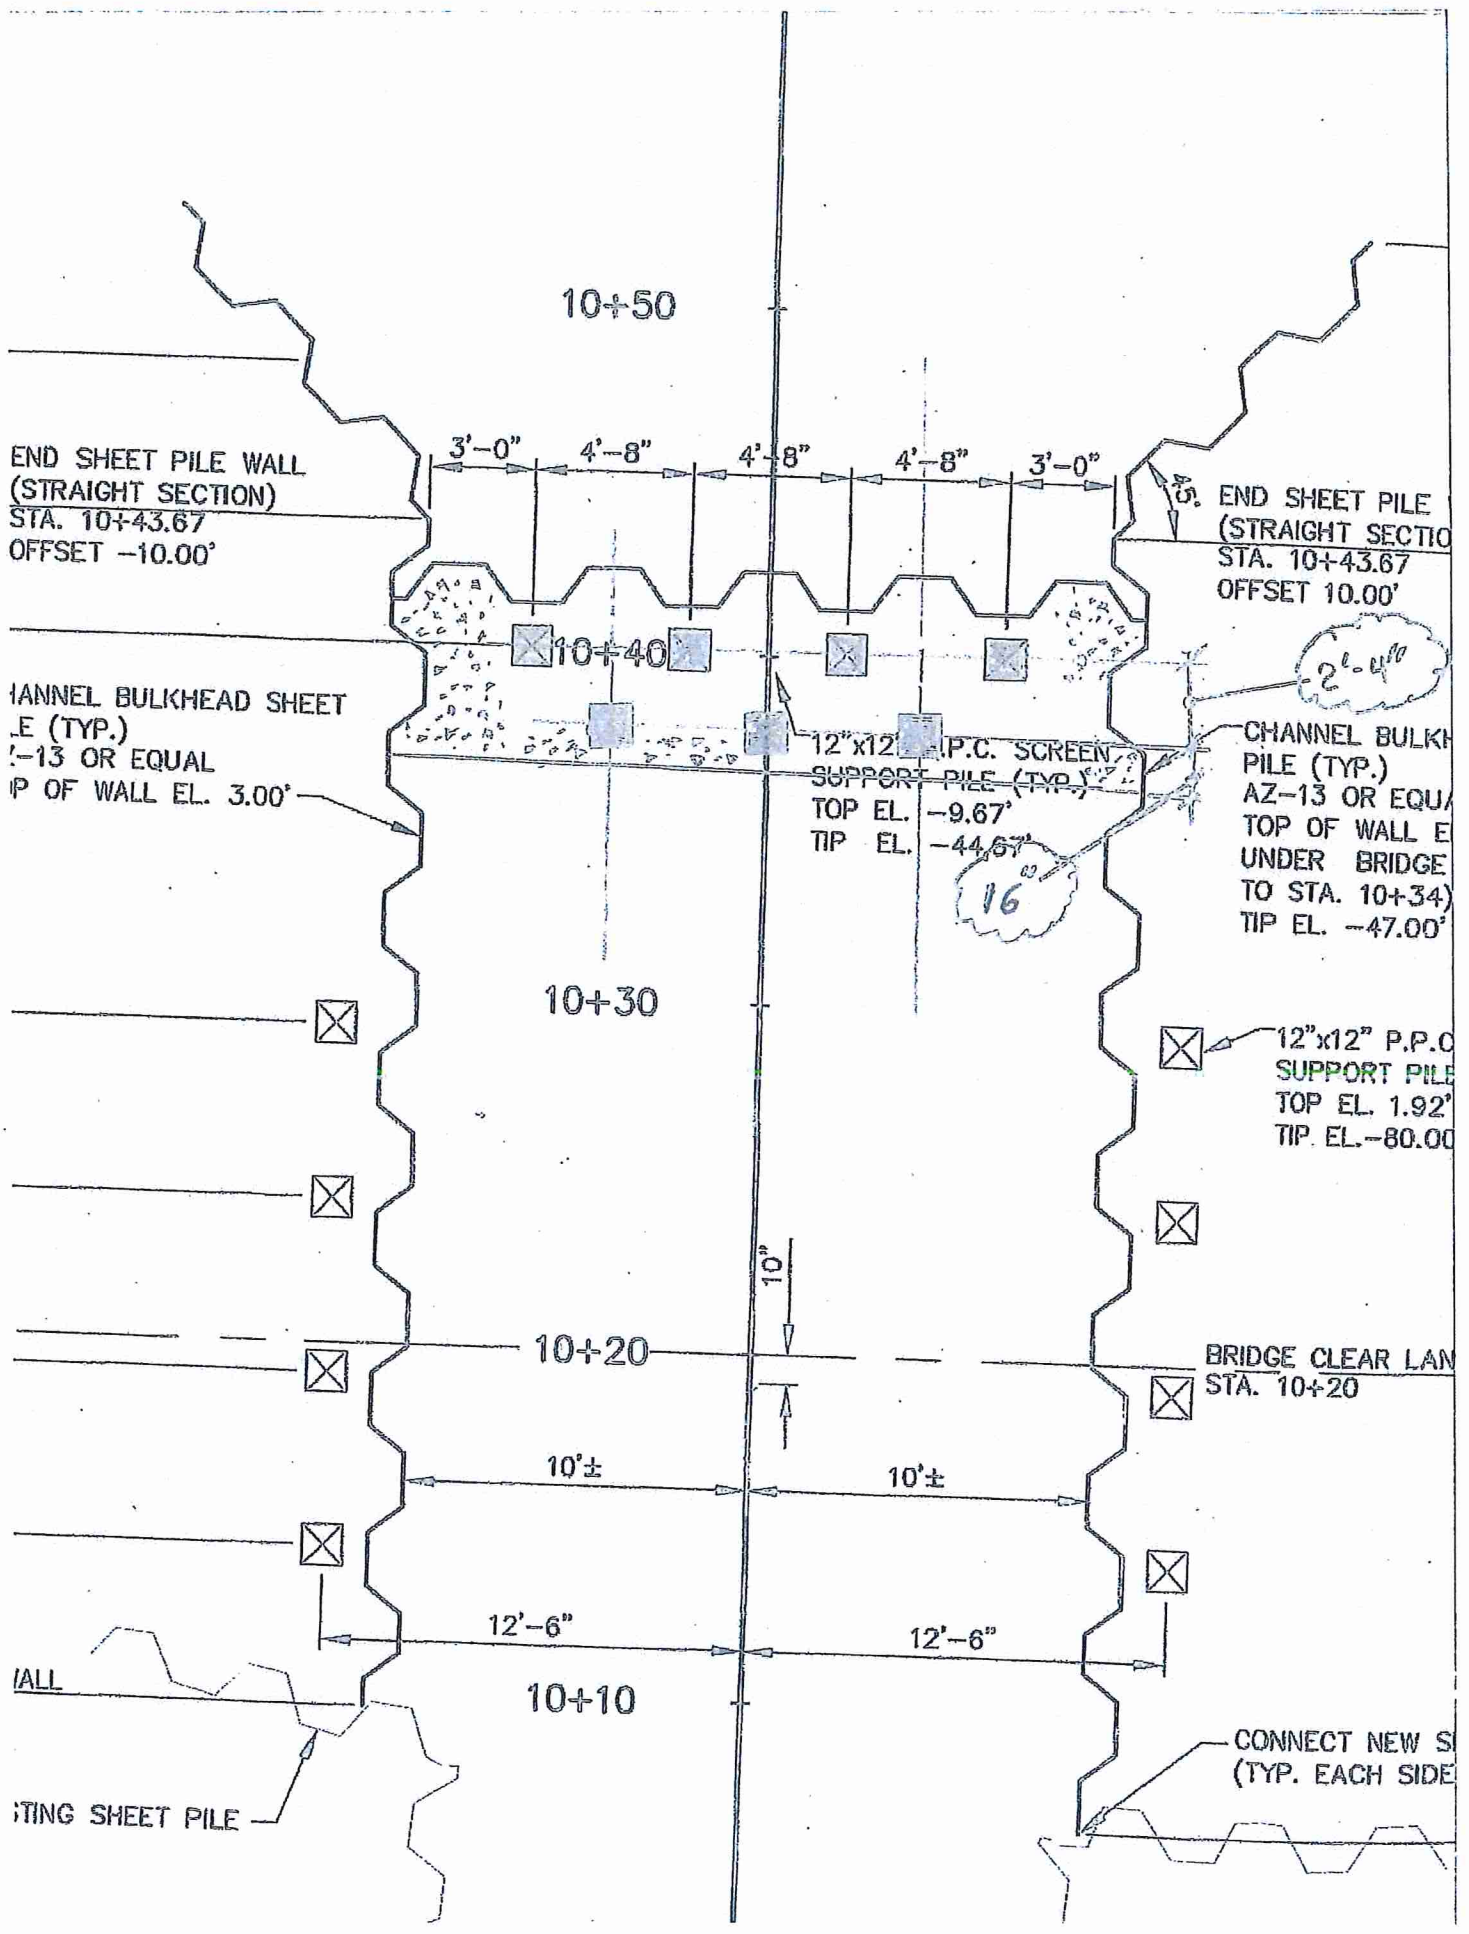 10+50
3'-0"
4'-8"
4'-8"
4'-8"
3'-0"
45°
END SHEET PILE WALL
(STRAIGHT SECTION)
STA. 10+43.67
OFFSET -10.00'
END SHEET PILE
(STRAIGHT SECTIO
STA. 10+43.67
OFFSET 10.00'
10+40
2'-4"
HANNEL BULKHEAD SHEET
LE (TYP.)
Z-13 OR EQUAL
P OF WALL EL. 3.00'
12"x12" P.P.C. SCREEN
SUPPORT PILE (TYP.)
TOP EL. -9.67'
TIP EL. -44.67'
16"
CHANNEL BULKH
PILE (TYP.)
AZ-13 OR EQUA
TOP OF WALL E
UNDER BRIDGE
TO STA. 10+34)
TIP EL. -47.00'
10+30
12"x12" P.P.C
SUPPORT PILE
TOP EL. 1.92'
TIP. EL.-80.00
10"
10+20
BRIDGE CLEAR LAN
STA. 10+20
10'±
10'±
12'-6"
12'-6"
10+10
WALL
STING SHEET PILE
CONNECT NEW S
(TYP. EACH SIDE